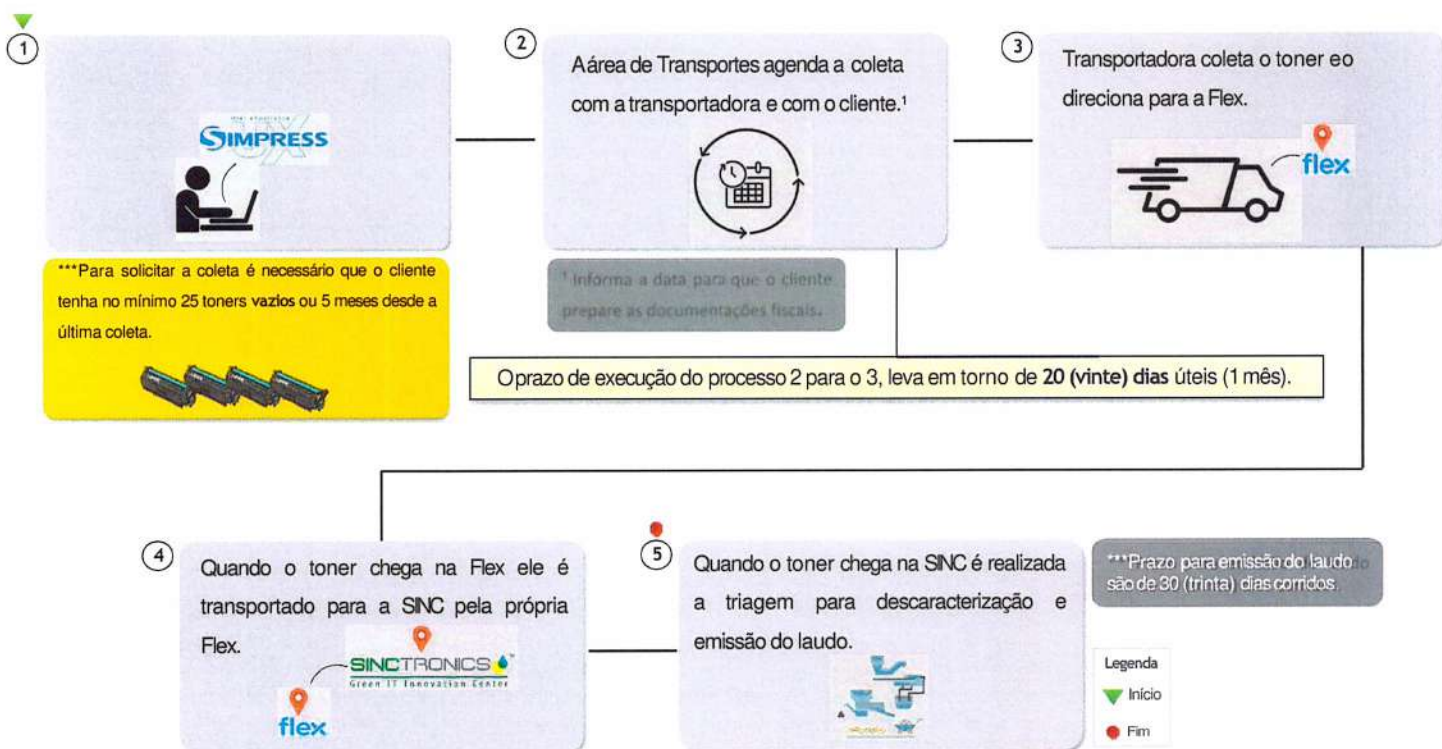 1
SIMPRESS
***Para solicitar a coleta é necessário que o cliente
tenha no mínimo 25 toners vazios ou 5 meses desde a
última coleta.
2
Aárea de Transportes agenda a coleta
com a transportadora e com o cliente.¹
¹ Informa a data para que o cliente
prepare as documentações fiscais.
3
Transportadora coleta o toner eo
direciona para a Flex.
flex
Oprazo de execução do processo 2 para o 3, leva em torno de 20 (vinte) dias úteis (1 mês).
4
Quando o toner chega na Flex ele é
transportado para a SINC pela própria
Flex.
SINCTRONICS
Green IT Innovation Center
flex
5
Quando o toner chega na SINC é realizada
a triagem para descaracterização e
emissão do laudo.
***Prazo para emissão do laudo
são de 30 (trinta) dias corridos.
Legenda
Início
Fim